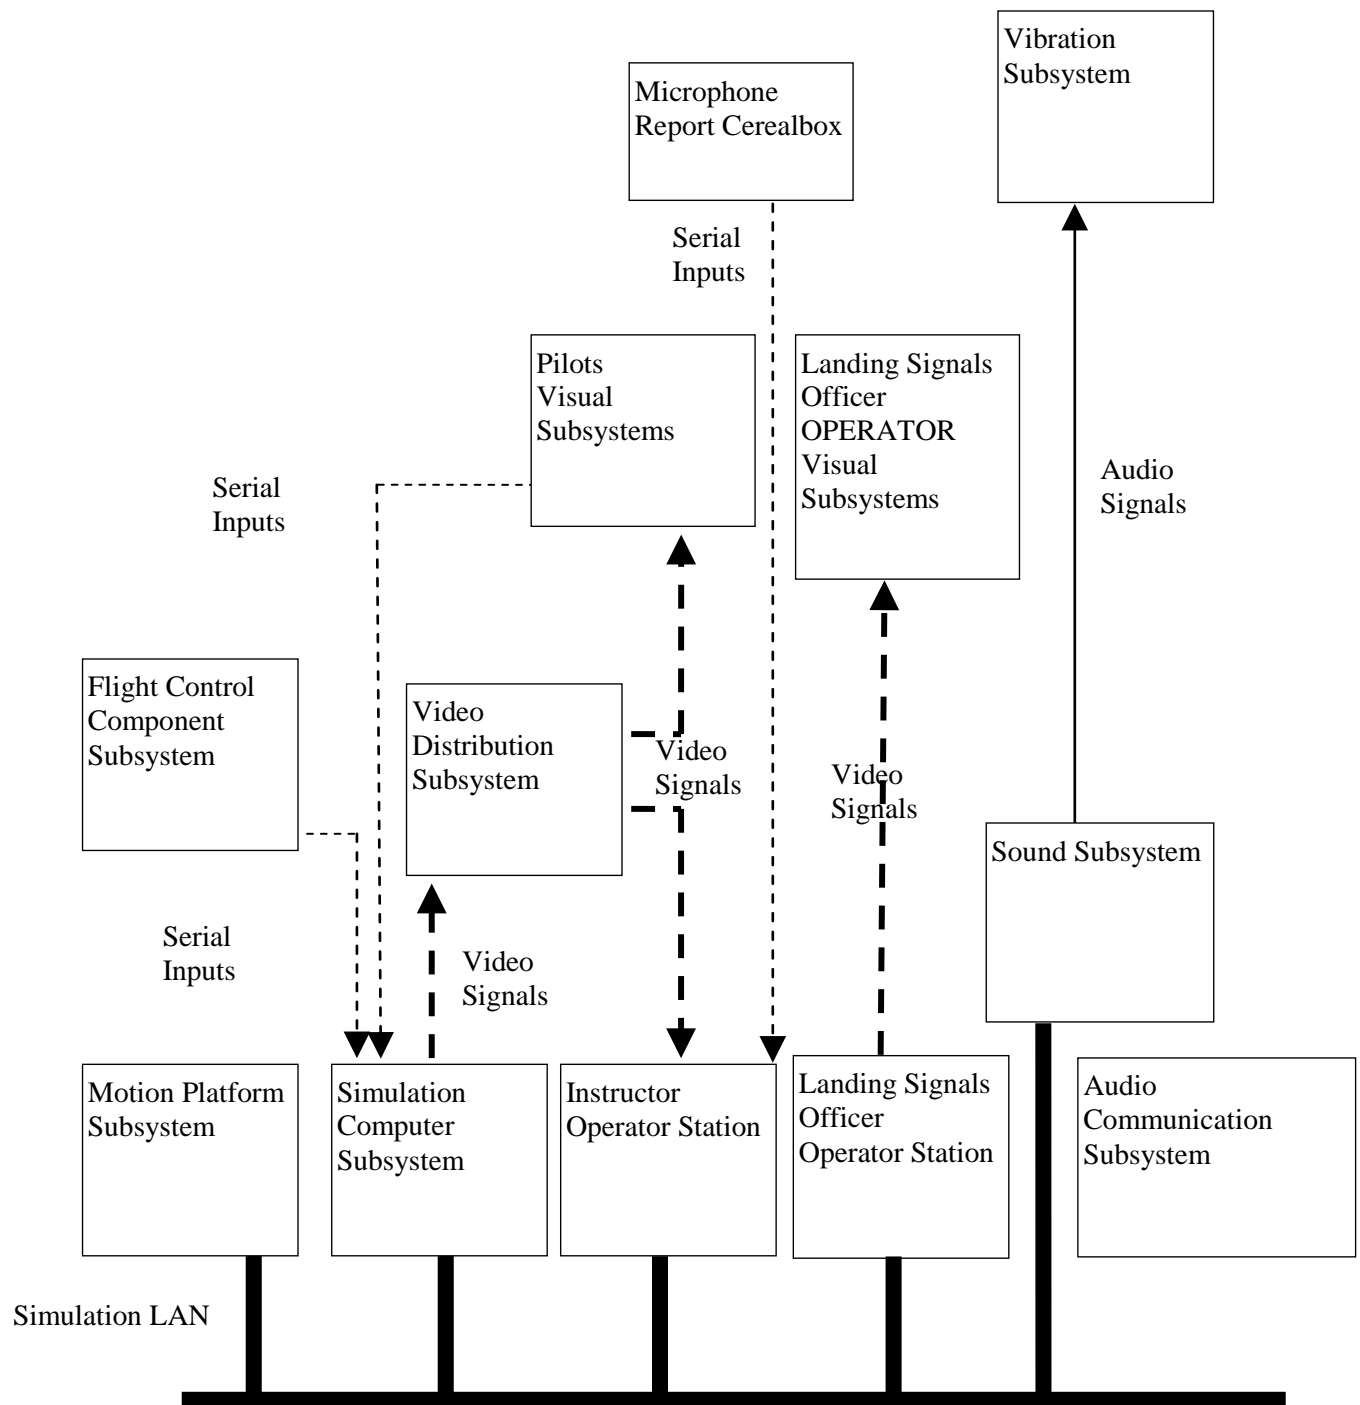 Vibration
Subsystem
Microphone
Report Cerealbox
Serial
Inputs
Pilots
Visual
Subsystems
Landing Signals
Officer
OPERATOR
Visual
Subsystems
Audio
Signals
Serial
Inputs
Flight Control
Component
Subsystem
Video
Distribution
Subsystem
Video
Signals
Video
Signals
Sound Subsystem
Serial
Inputs
Video
Signals
Motion Platform
Subsystem
Simulation
Computer
Subsystem
Instructor
Operator Station
Landing Signals
Officer
Operator Station
Audio
Communication
Subsystem
Simulation LAN